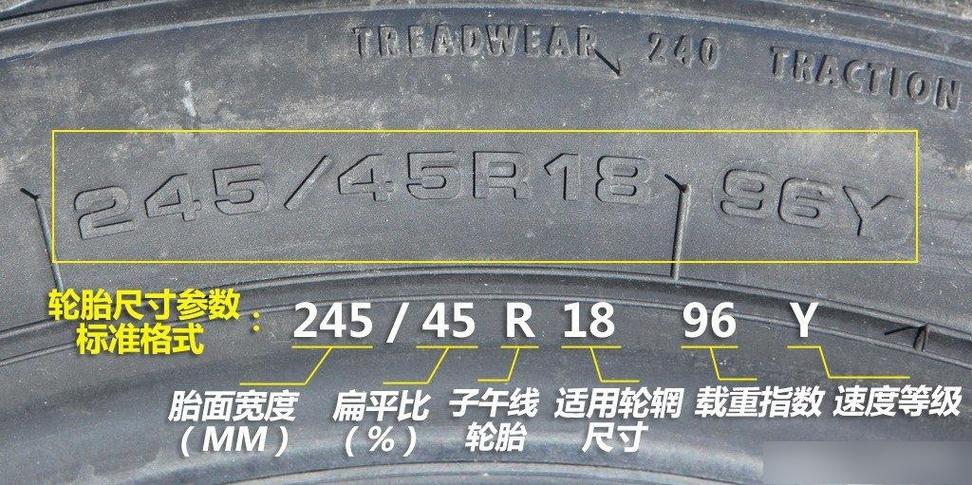 TREADWEAR 240 TRACTION
245/45R18 96Y
轮胎尺寸参数
标准格式 : 245 / 45 R 18 96 Y
胎面宽度 扁平比 子午线 适用轮辋 载重指数 速度等级
(MM) (%) 轮胎 尺寸